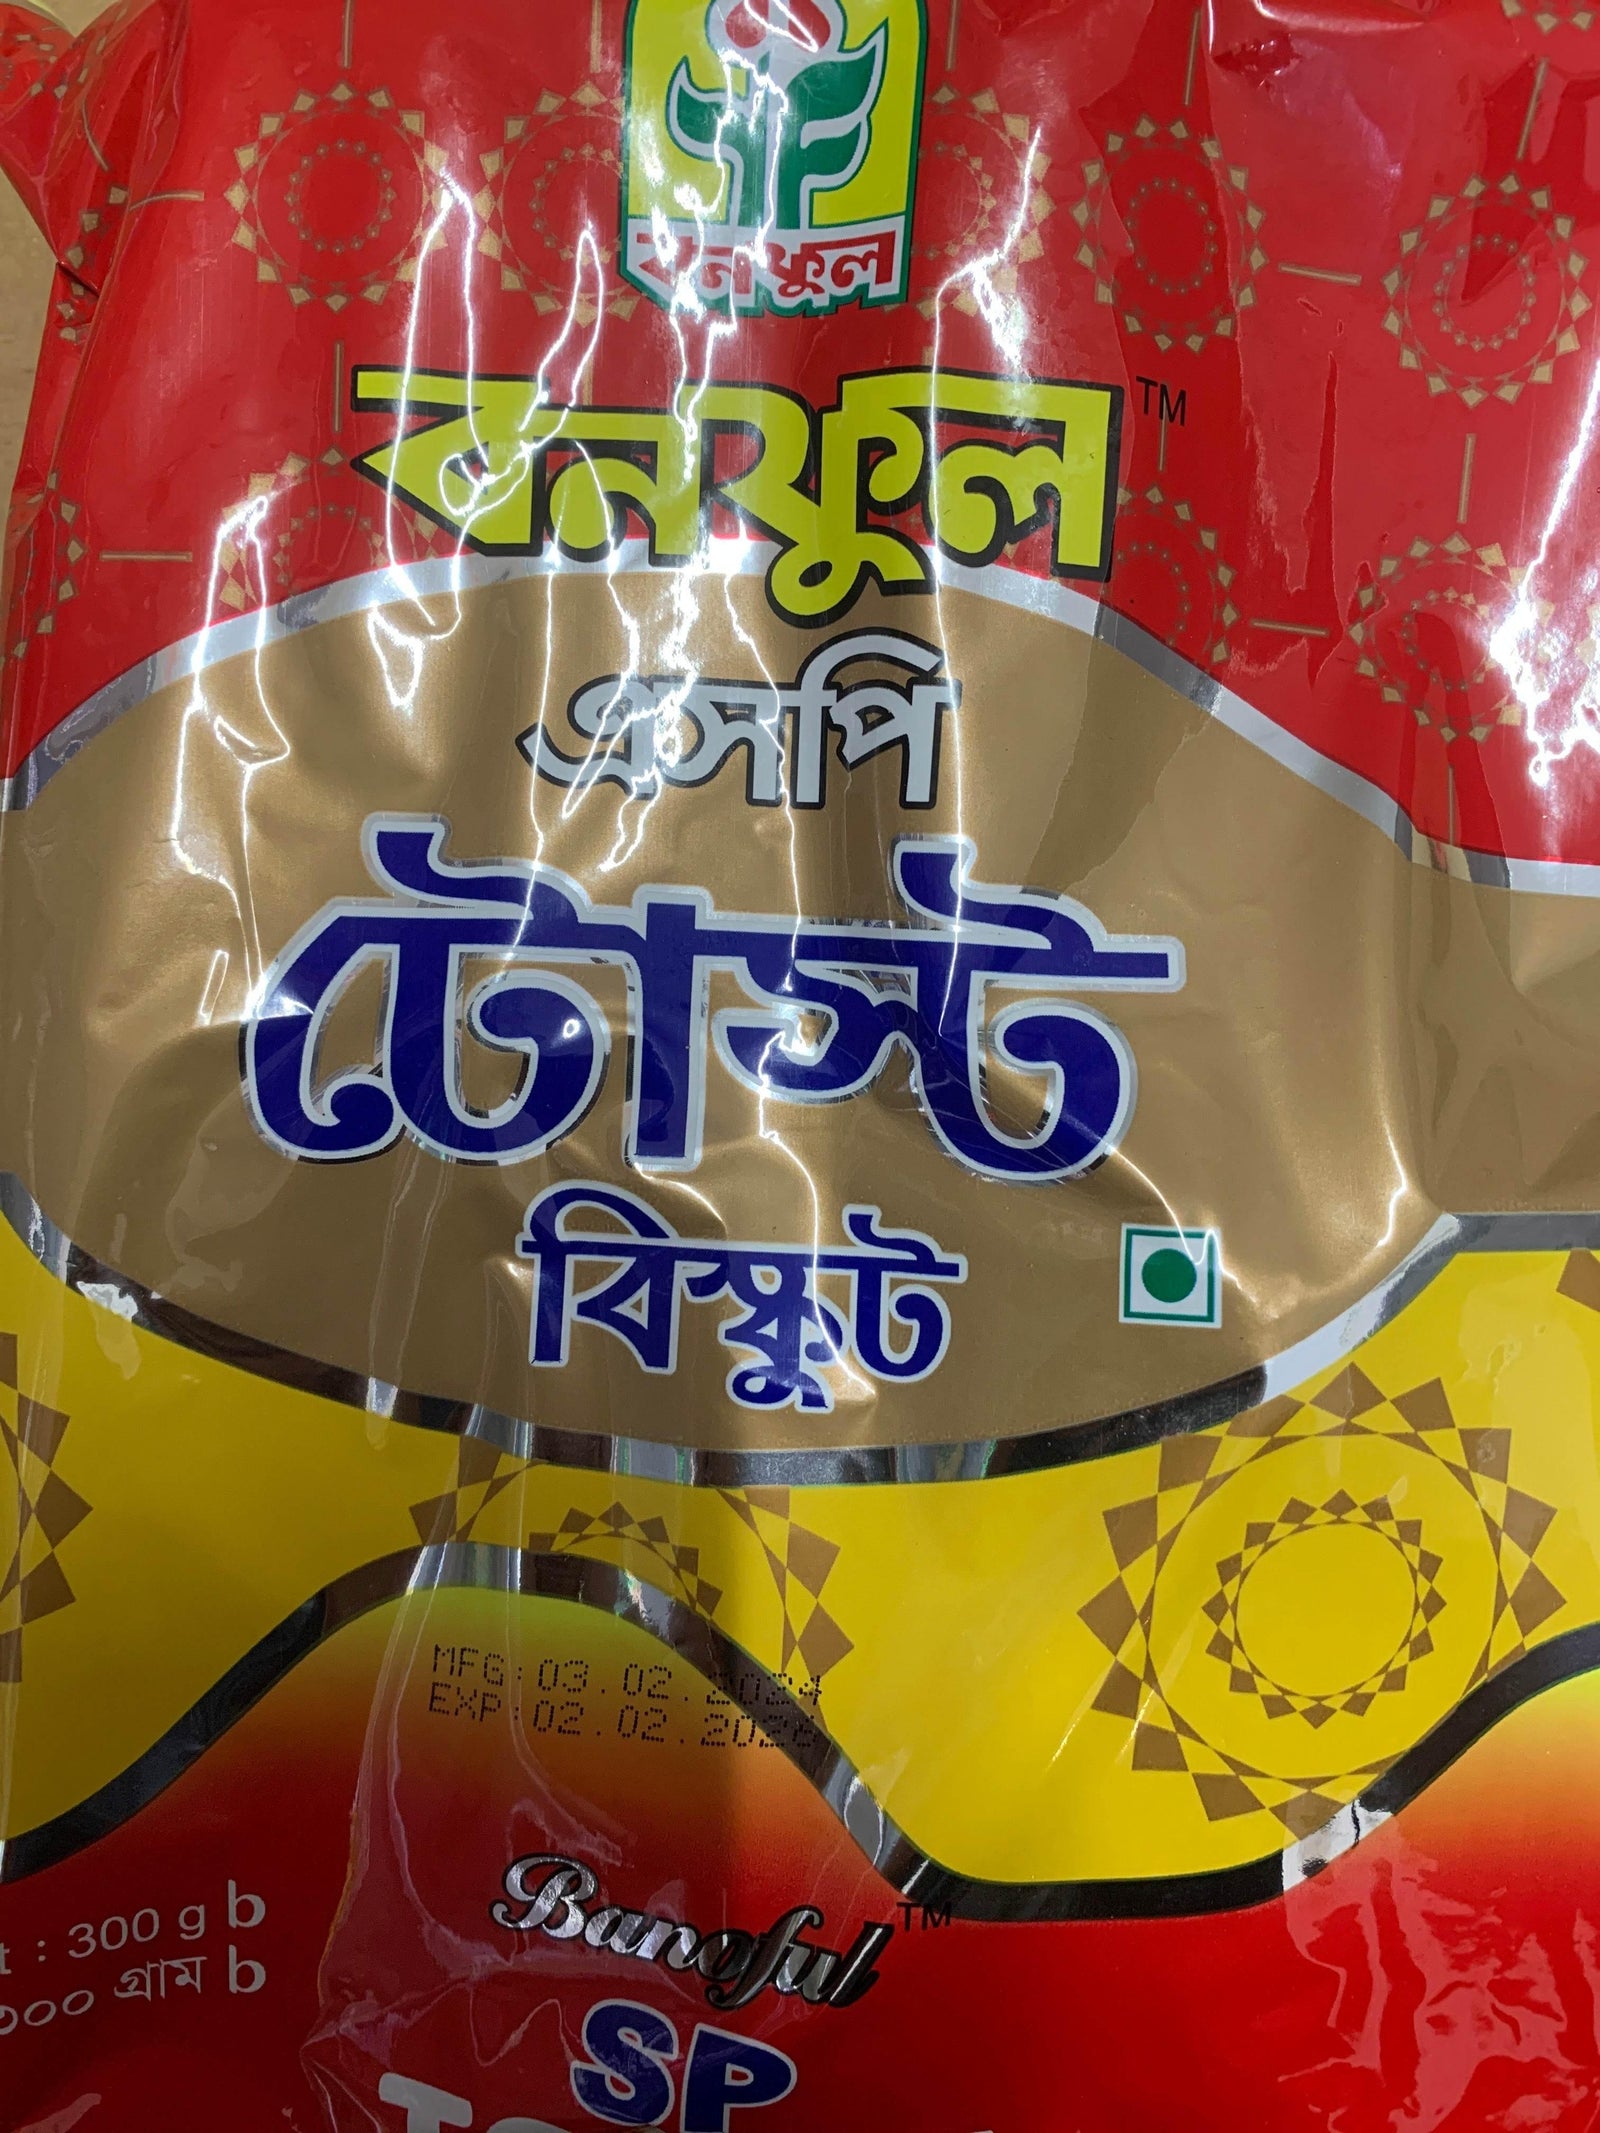 বনফুল
বনফুল™
এসপি
টোস্ট
বিস্কুট
MFG: 03.02.2024
EXP: 02.02.2026
: 300 g b
গ্রাম b
Banoful™
SP